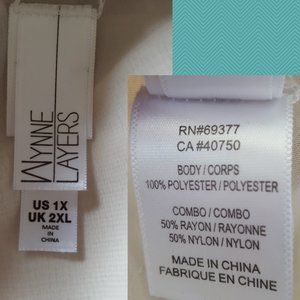 WYNNE
LAYERS
US 1X
UK 2XL
MADE IN
CHINA
RN#69377
CA #40750
BODY / CORPS
100% POLYESTER / POLYESTER
COMBO / COMBO
50% RAYON / RAYONNE
50% NYLON / NYLON
MADE IN CHINA
FABRIQUE EN CHINE